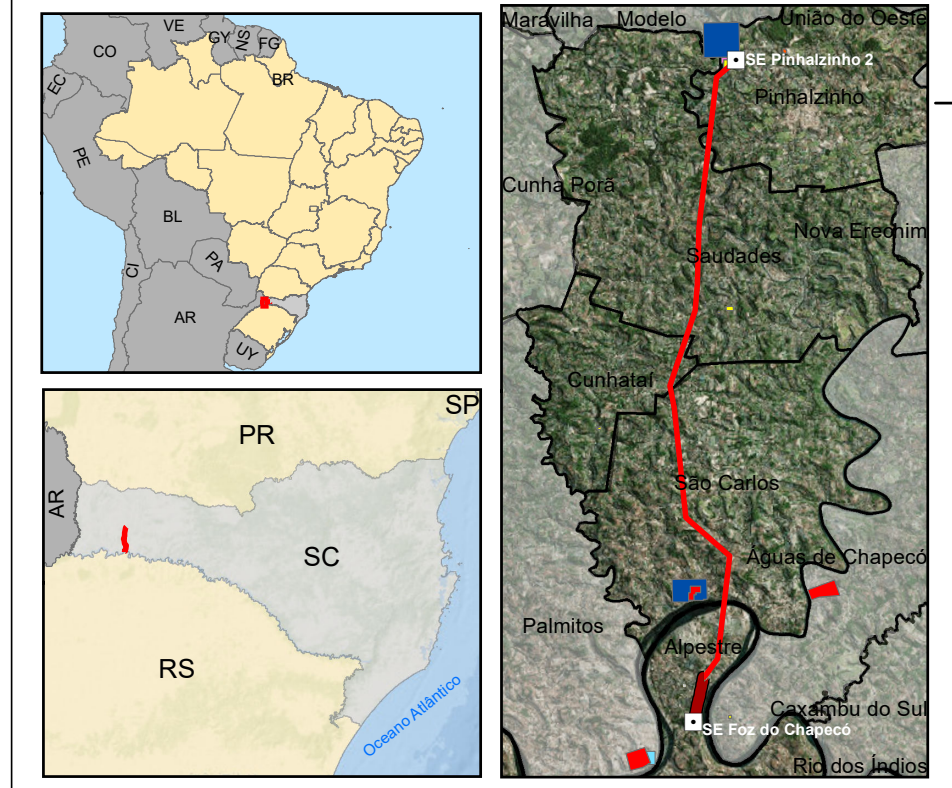 VE
CO
GY
NS
FG
EC
BR
PE
BL
PA
CI
AR
UY
SP
PR
AR
SC
RS
Oceano Atlântico
Maravilha
Modelo
União do Oeste
SE Pinhalzinho 2
Pinhalzinho
Cunha Porã
Nova Erechim
Saudades
Cunhataí
São Carlos
Águas de Chapecó
Palmitos
Alpestre
Caxambu do Sul
SE Foz do Chapecó
Rio dos Índios